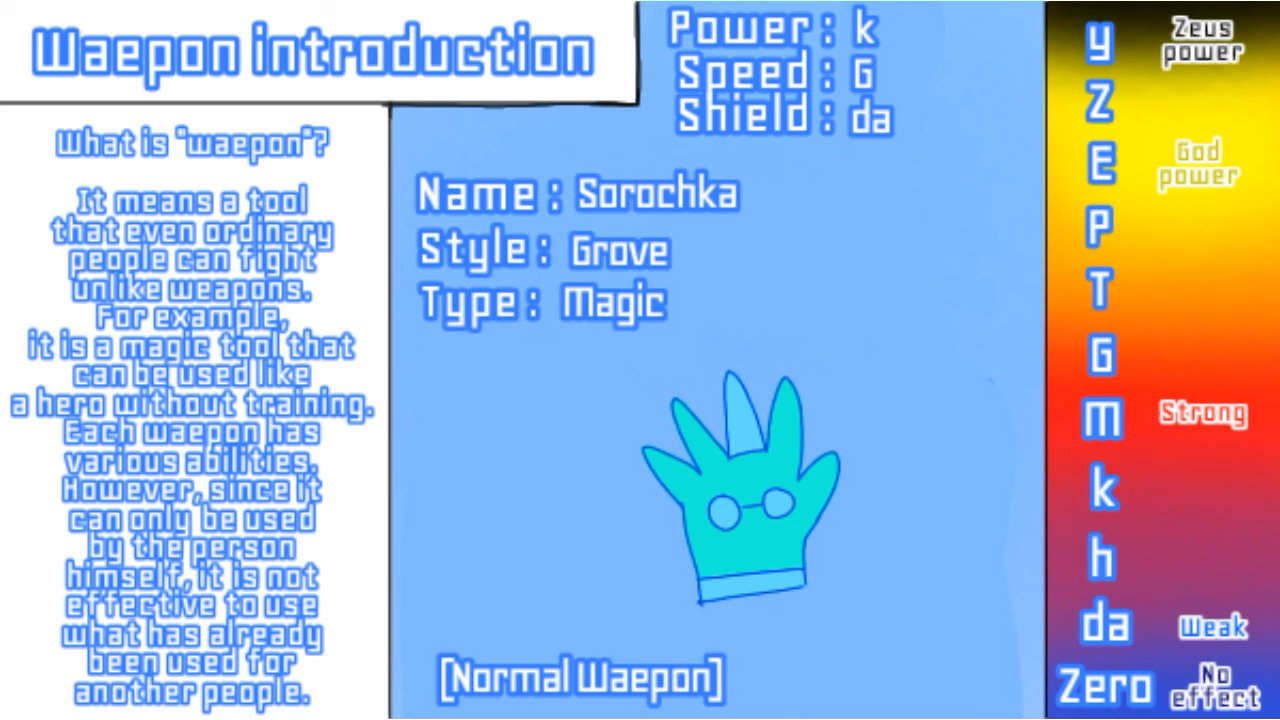 Waepon introduction
What is "waepon"?
It means a tool
that even ordinary
people can fight
unlike weapons.
For example,
it is a magic tool that
can be used like
a hero without training.
Each waepon has
various abilities.
However, since it
can only be used
by the person
himself, it is not
effective to use
what has already
been used for
another people.
Power : k
Speed : G
Shield : da
Name : Sorochka
Style : Grove
Type : Magic
[Normal Waepon]
y Zeus
power
Z
E God
power
P
T
G
M Strong
k
h
da Weak
Zero No
effect